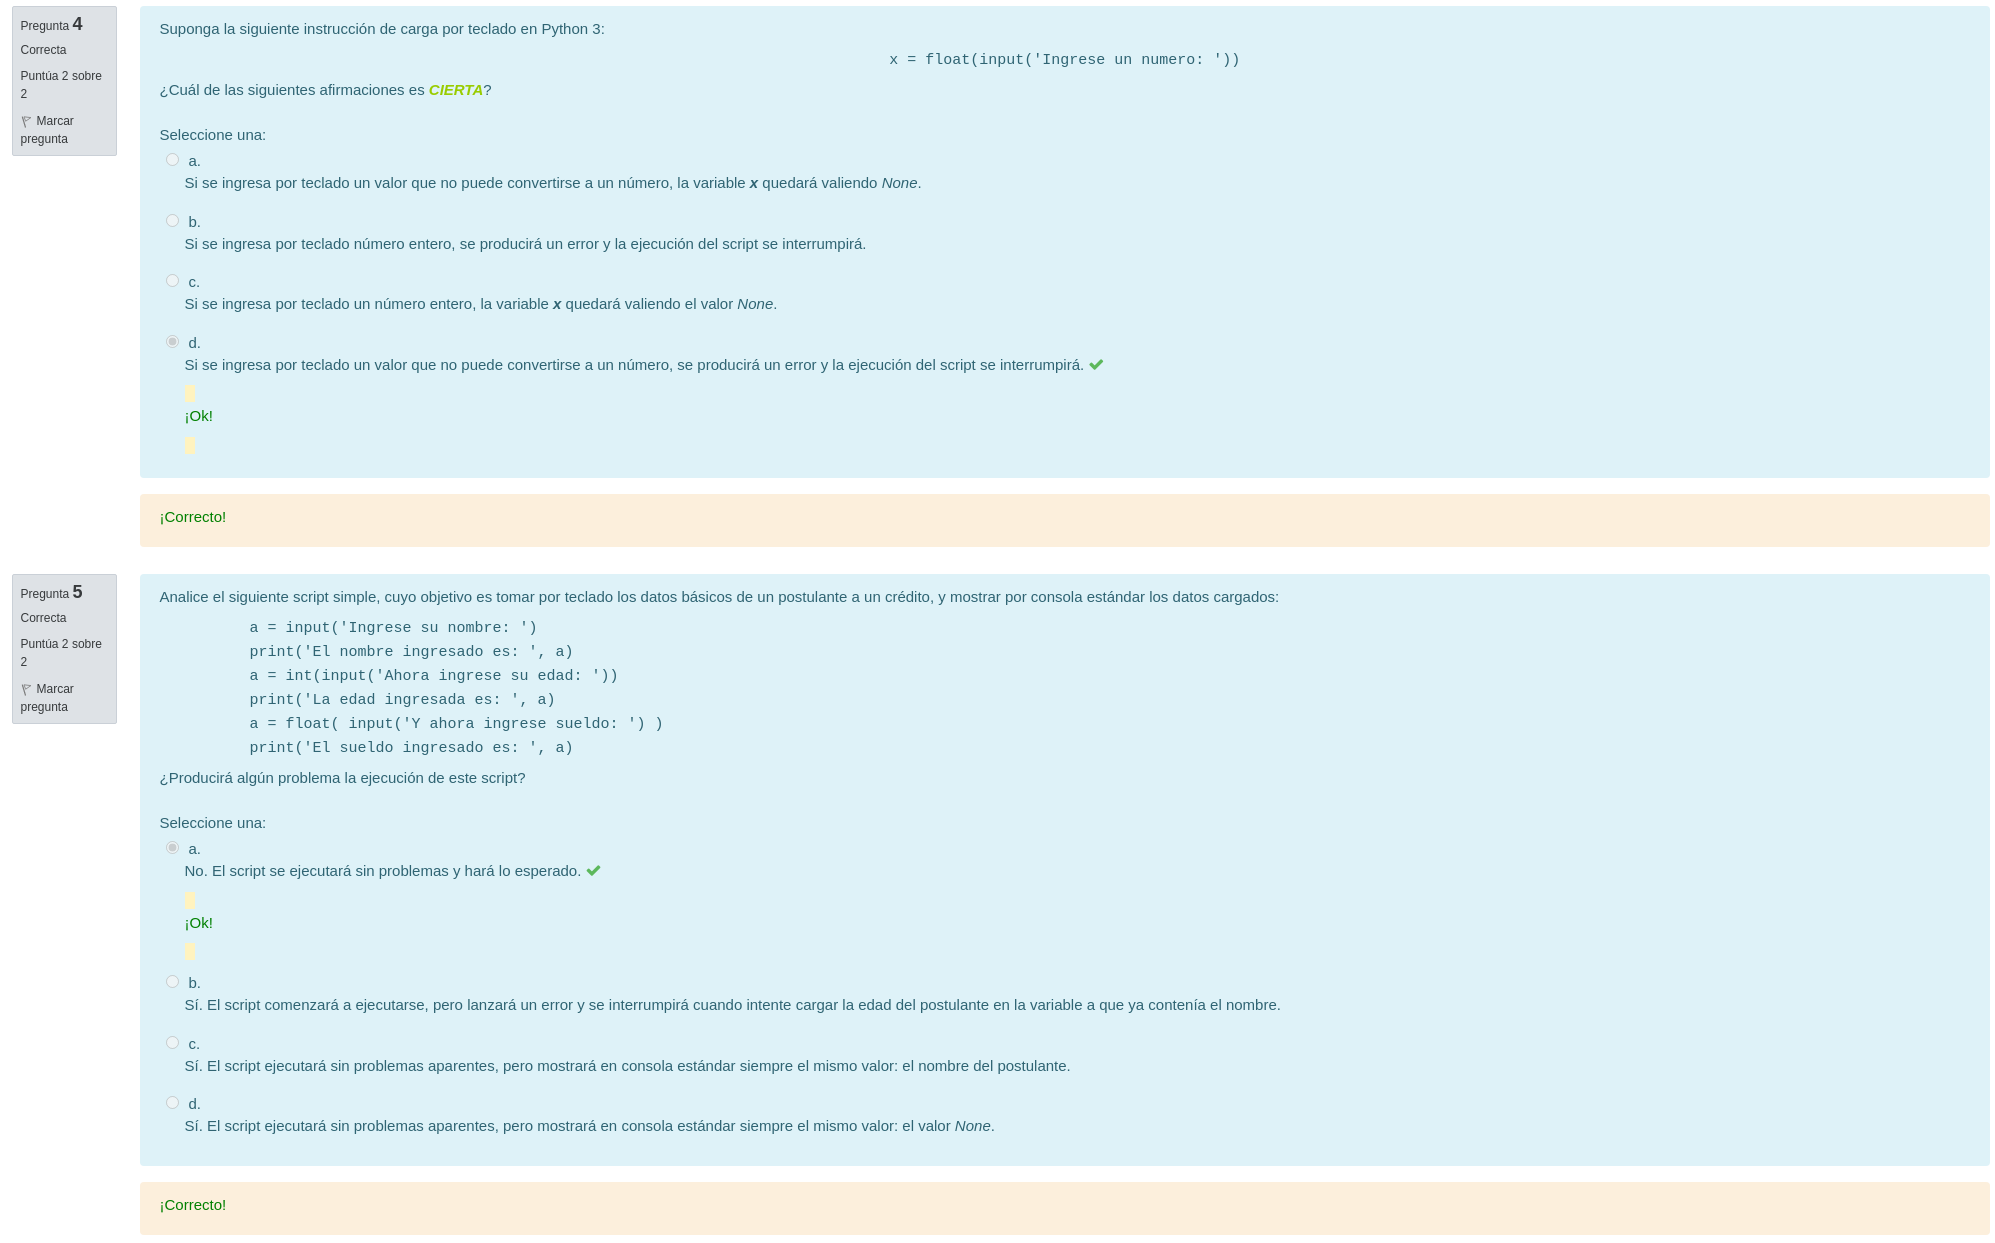 Pregunta 4
Correcta
Puntúa 2 sobre
2
Marcar
pregunta
Suponga la siguiente instrucción de carga por teclado en Python 3:
x = float(input('Ingrese un numero: '))
¿Cuál de las siguientes afirmaciones es CIERTA?
Seleccione una:
a.
Si se ingresa por teclado un valor que no puede convertirse a un número, la variable x quedará valiendo None.
b.
Si se ingresa por teclado número entero, se producirá un error y la ejecución del script se interrumpirá.
c.
Si se ingresa por teclado un número entero, la variable x quedará valiendo el valor None.
d.
Si se ingresa por teclado un valor que no puede convertirse a un número, se producirá un error y la ejecución del script se interrumpirá.
¡Ok!
¡Correcto!
Pregunta 5
Correcta
Puntúa 2 sobre
2
Marcar
pregunta
Analice el siguiente script simple, cuyo objetivo es tomar por teclado los datos básicos de un postulante a un crédito, y mostrar por consola estándar los datos cargados:
a = input('Ingrese su nombre: ')
print('El nombre ingresado es: ', a)
a = int(input('Ahora ingrese su edad: '))
print('La edad ingresada es: ', a)
a = float( input('Y ahora ingrese sueldo: ') )
print('El sueldo ingresado es: ', a)
¿Producirá algún problema la ejecución de este script?
Seleccione una:
a.
No. El script se ejecutará sin problemas y hará lo esperado.
¡Ok!
b.
Sí. El script comenzará a ejecutarse, pero lanzará un error y se interrumpirá cuando intente cargar la edad del postulante en la variable a que ya contenía el nombre.
c.
Sí. El script ejecutará sin problemas aparentes, pero mostrará en consola estándar siempre el mismo valor: el nombre del postulante.
d.
Sí. El script ejecutará sin problemas aparentes, pero mostrará en consola estándar siempre el mismo valor: el valor None.
¡Correcto!